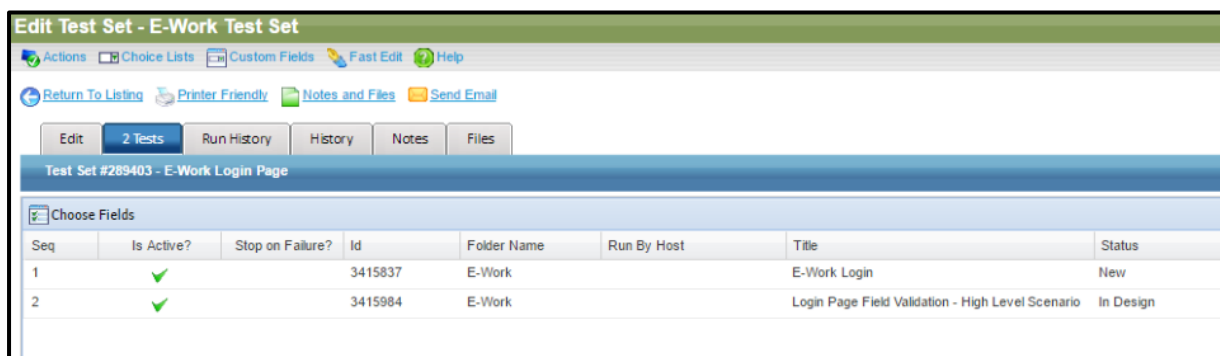 Edit Test Set - E-Work Test Set
Actions Choice Lists Custom Fields Fast Edit Help
Return To Listing Printer Friendly Notes and Files Send Email
Edit 2 Tests Run History History Notes Files
Test Set #289403 - E-Work Login Page
Choose Fields
Seq Is Active? Stop on Failure? Id Folder Name Run By Host Title Status
1 3415837 E-Work E-Work Login New
2 3415984 E-Work Login Page Field Validation - High Level Scenario In Design